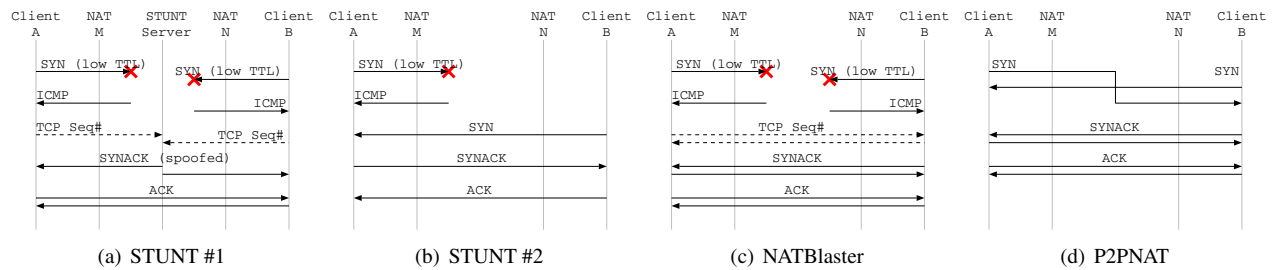 Client NAT STUNT NAT Client
A M Server N B
SYN (low TTL)
SYN (low TTL)
ICMP
ICMP
TCP Seq#
TCP Seq#
SYNACK (spoofed)
ACK
(a) STUNT #1
Client NAT NAT Client
A M N B
SYN (low TTL)
ICMP
SYN
SYNACK
ACK
(b) STUNT #2
Client NAT NAT Client
A M N B
SYN (low TTL)
SYN (low TTL)
ICMP
ICMP
TCP Seq#
SYNACK
ACK
(c) NATBlaster
Client NAT NAT Client
A M N B
SYN
SYN
SYNACK
ACK
(d) P2PNAT